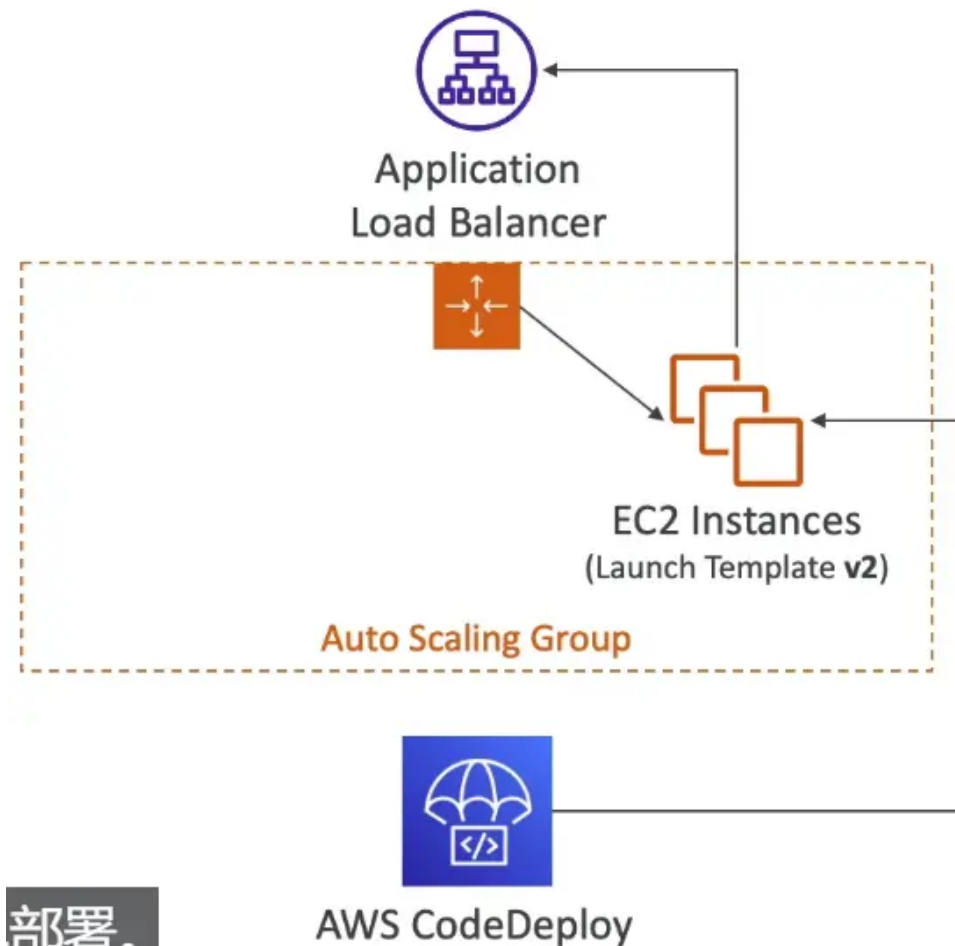 Application
Load Balancer
EC2 Instances
(Launch Template v2)
Auto Scaling Group
</>
AWS CodeDeploy
部署,